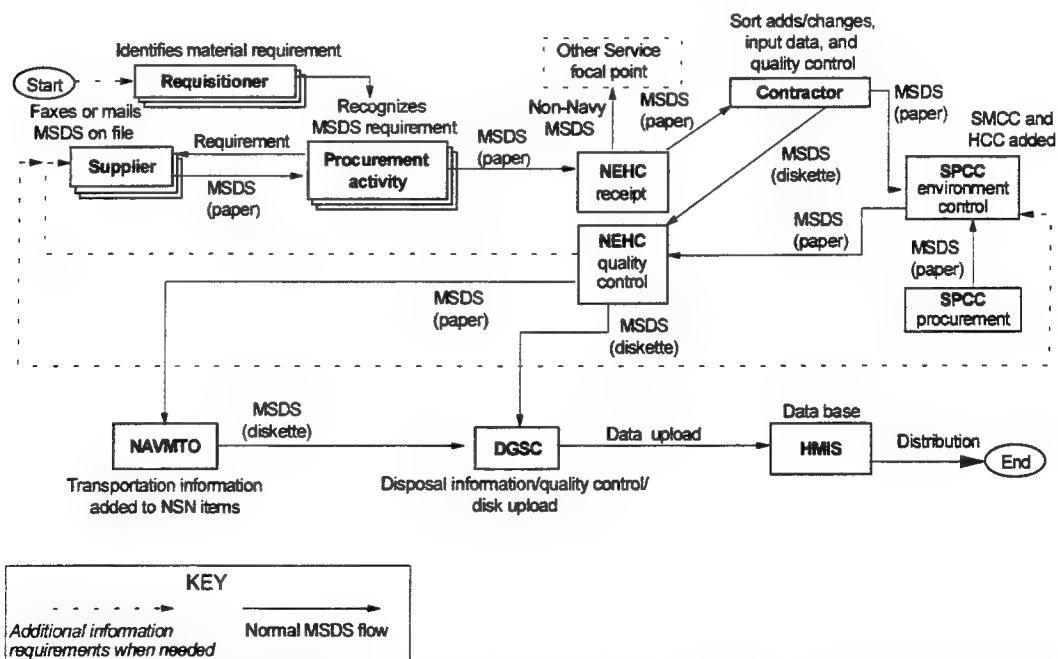 Identifies material requirement
Start
Requisitioner
Other Service
focal point
Sort adds/changes,
input data, and
quality control
Faxes or mails
MSDS on file
Recognizes
MSDS requirement
Non-Navy
MSDS
MSDS
(paper)
Contractor
MSDS
(paper)
SMCC and
HCC added
Supplier
Requirement
MSDS
(paper)
Procurement
activity
MSDS
(paper)
NEHC
receipt
MSDS
(diskette)
SPCC
environment
control
NEHC
quality
control
MSDS
(paper)
MSDS
(paper)
SPCC
procurement
MSDS
(paper)
MSDS
(diskette)
NAVMTO
MSDS
(diskette)
DGSC
Data upload
Data base
HMIS
Distribution
End
Transportation information
added to NSN items
Disposal information/quality control/
disk upload
KEY
Additional information
requirements when needed
Normal MSDS flow